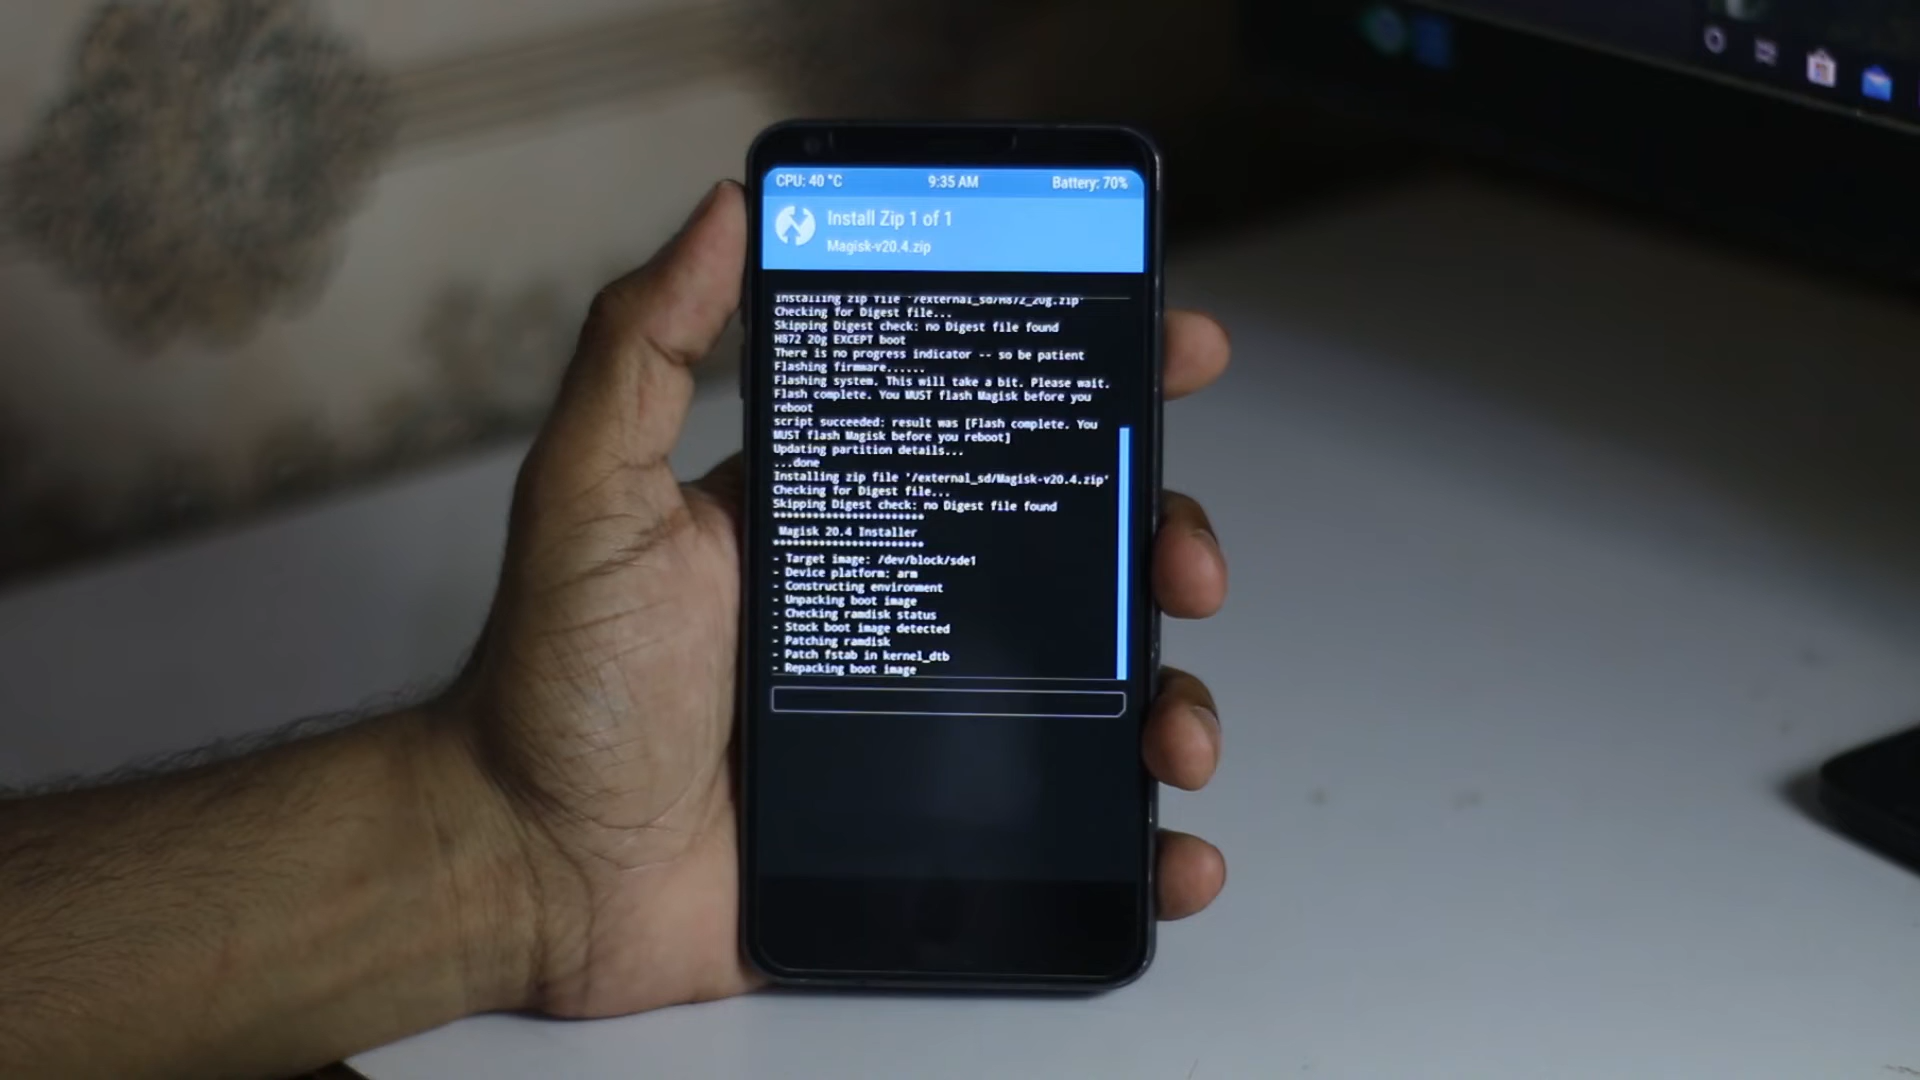 CPU: 40 °C 9:35 AM Battery: 70%
Install Zip 1 of 1
Magisk-v20.4.zip
Installing zip file '/external_sd/H872_20g.zip'
Checking for Digest file...
Skipping Digest check: no Digest file found
H872 20g EXCEPT boot
There is no progress indicator -- so be patient
Flashing firmware......
Flashing system. This will take a bit. Please wait.
Flash complete. You MUST flash Magisk before you
reboot
script succeeded: result was [Flash complete. You
MUST flash Magisk before you reboot]
Updating partition details...
...done
Installing zip file '/external_sd/Magisk-v20.4.zip'
Checking for Digest file...
Skipping Digest check: no Digest file found
***********************
Magisk 20.4 Installer
***********************
- Target image: /dev/block/sde1
- Device platform: arm
- Constructing environment
- Unpacking boot image
- Checking ramdisk status
- Stock boot image detected
- Patching ramdisk
- Patch fstab in kernel_dtb
- Repacking boot image